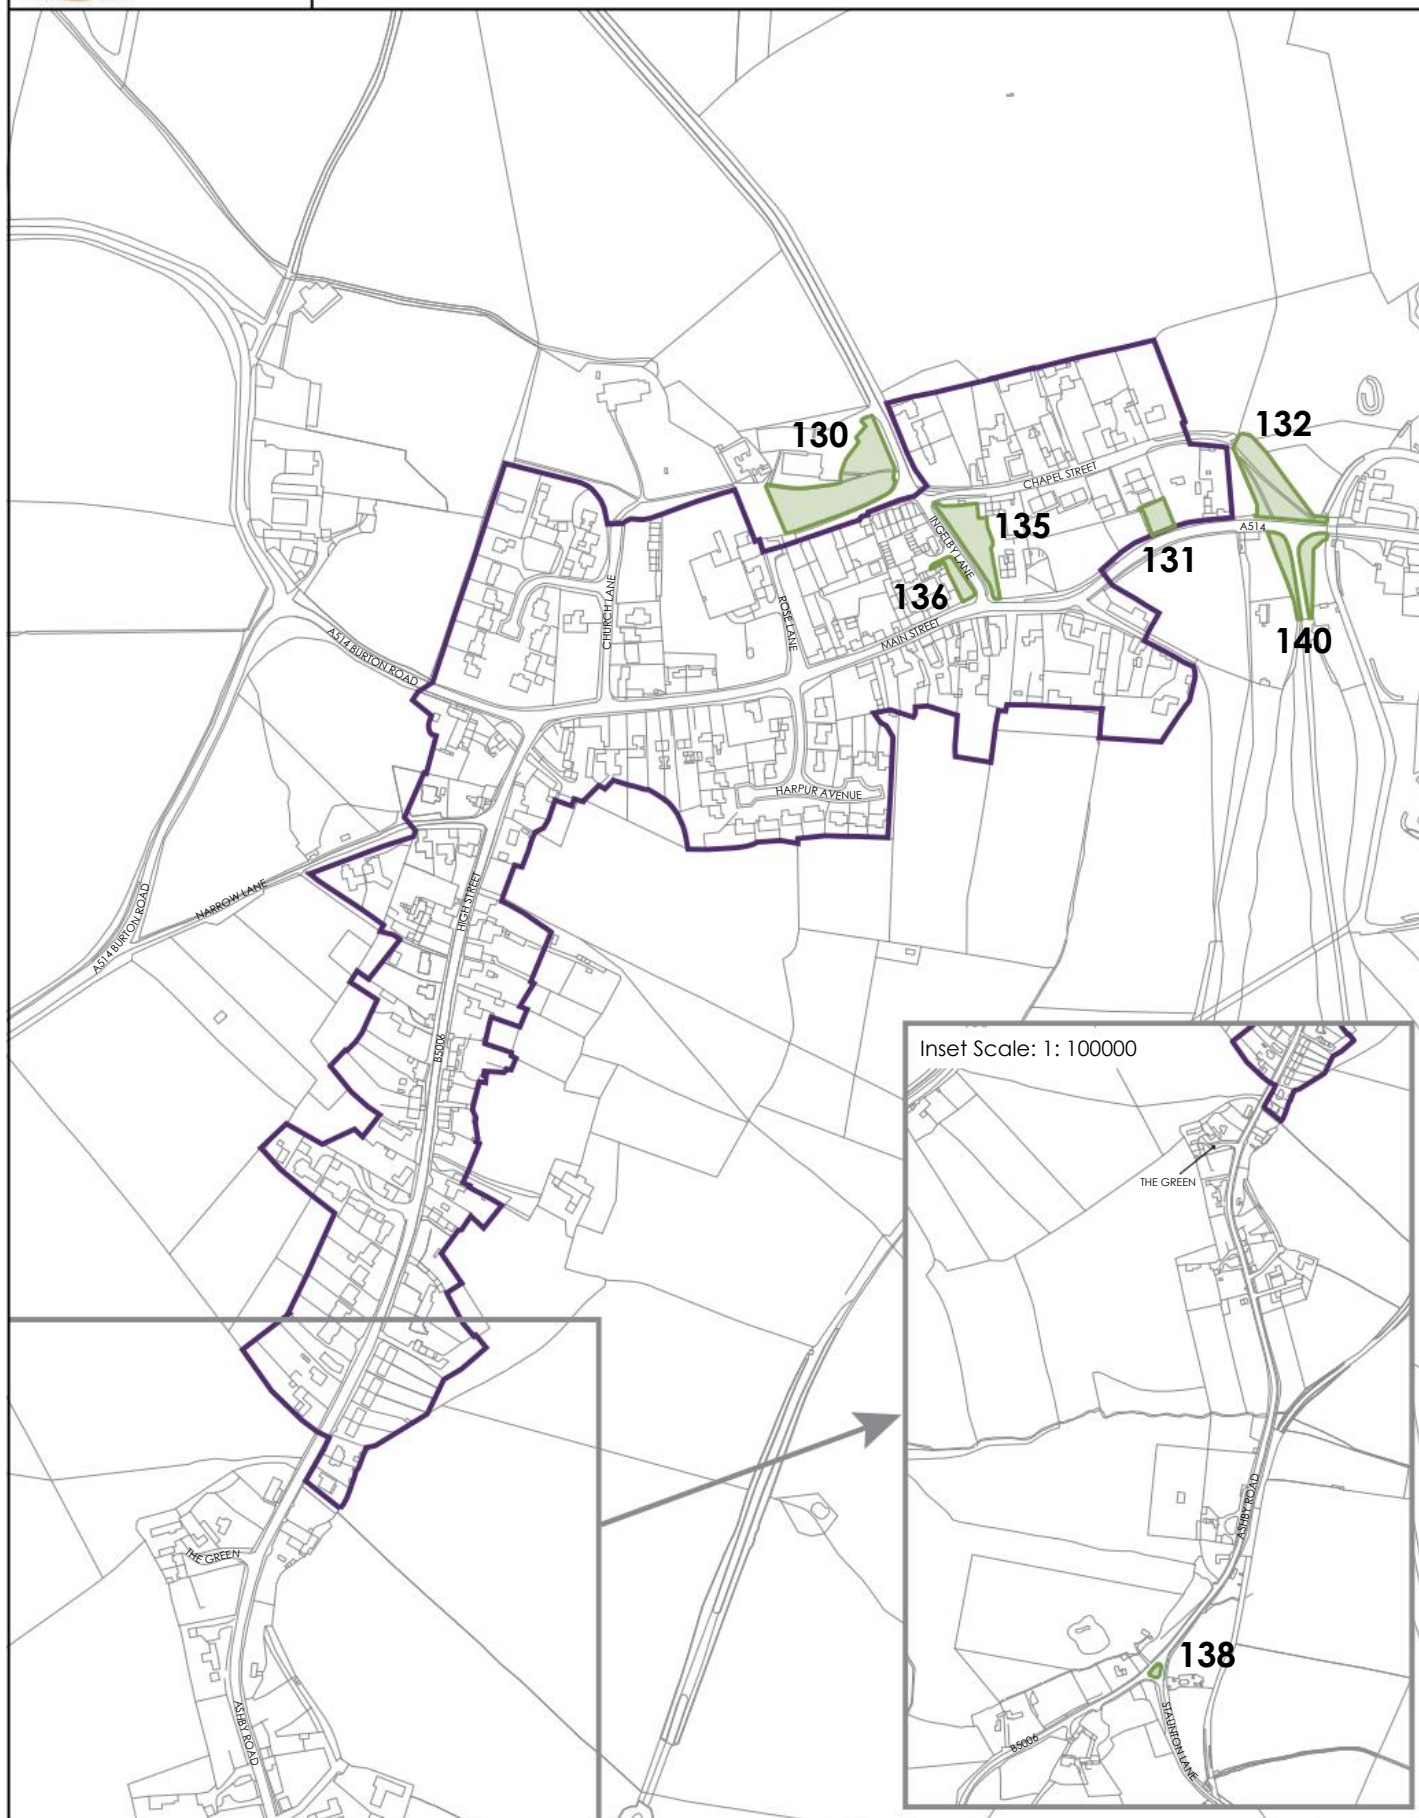 132
130
CHAPEL STREET
135
INGELBY LANE
A514
131
136
CHURCH LANE
ROSE LANE
MAIN STREET
140
A514 BURTON ROAD
HARPUR AVENUE
HIGH STREET
NARROW LANE
A514 BURTON ROAD
B5006
Inset Scale: 1: 100000
THE GREEN
ASHBY ROAD
THE GREEN
138
STAUNTON LANE
B5006
ASHBY ROAD